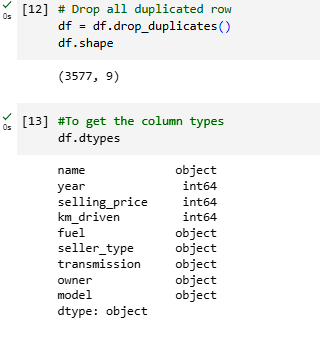 [12] # Drop all duplicated row
df = df.drop_duplicates()
0s
df.shape
(3577, 9)
[13] #To get the column types
0s
df.dtypes
name object
year int64
selling_price int64
km_driven int64
fuel object
seller_type object
transmission object
owner object
model object
dtype: object